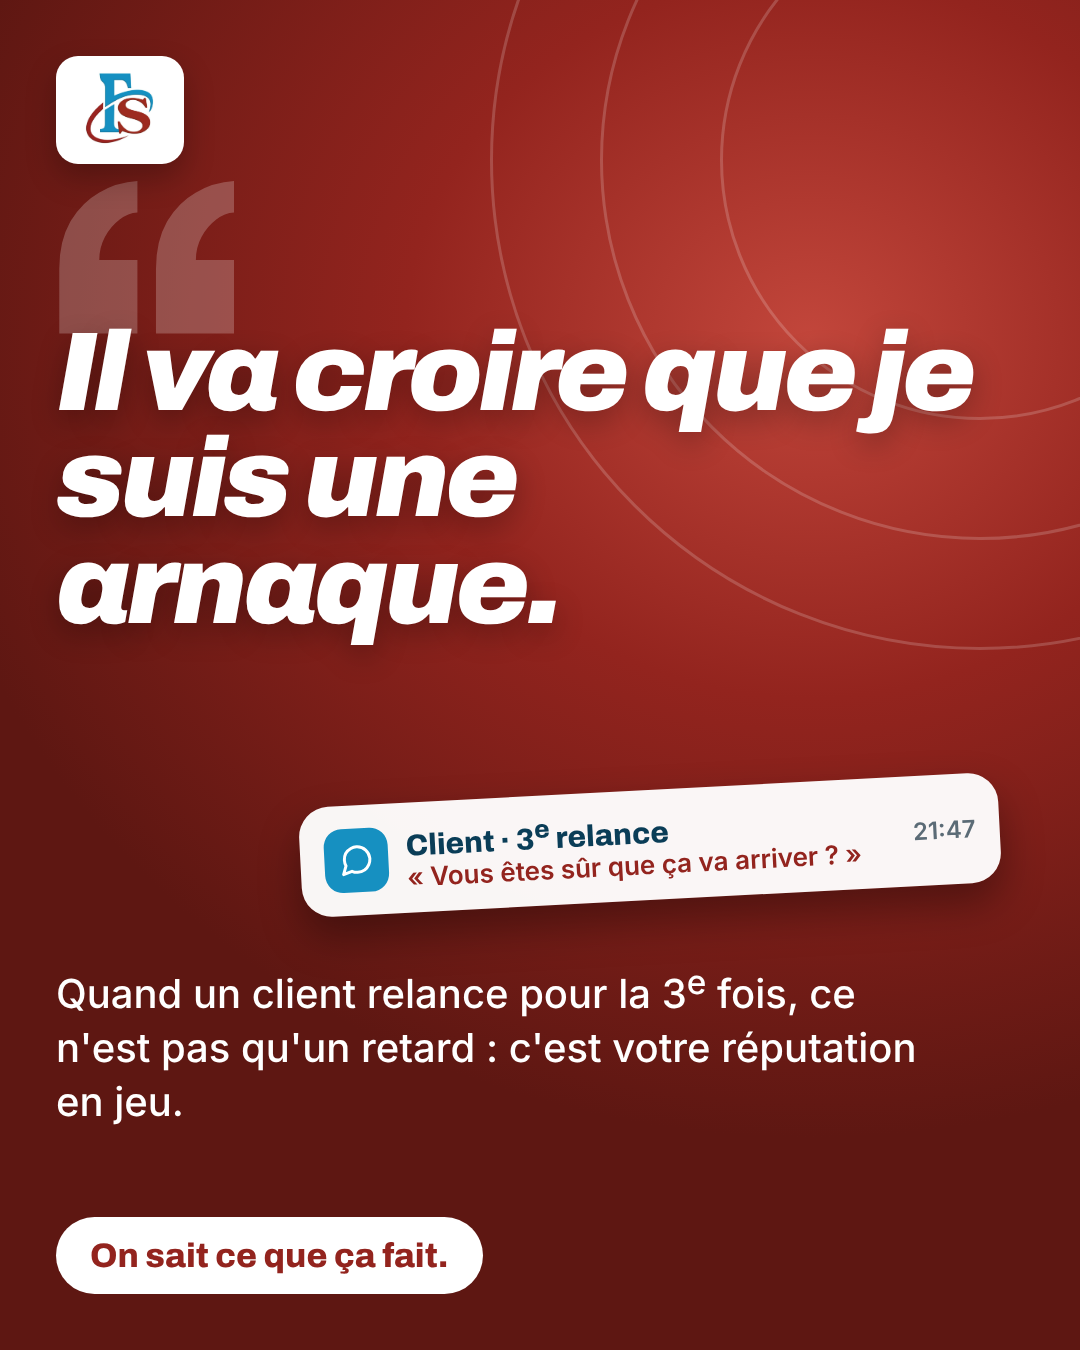 FS
“
Il va croire que je
suis une
arnaque.
Client · 3e relance
21:47
« Vous êtes sûr que ça va arriver ? »
Quand un client relance pour la 3e fois, ce
n'est pas qu'un retard : c'est votre réputation
en jeu.
On sait ce que ça fait.